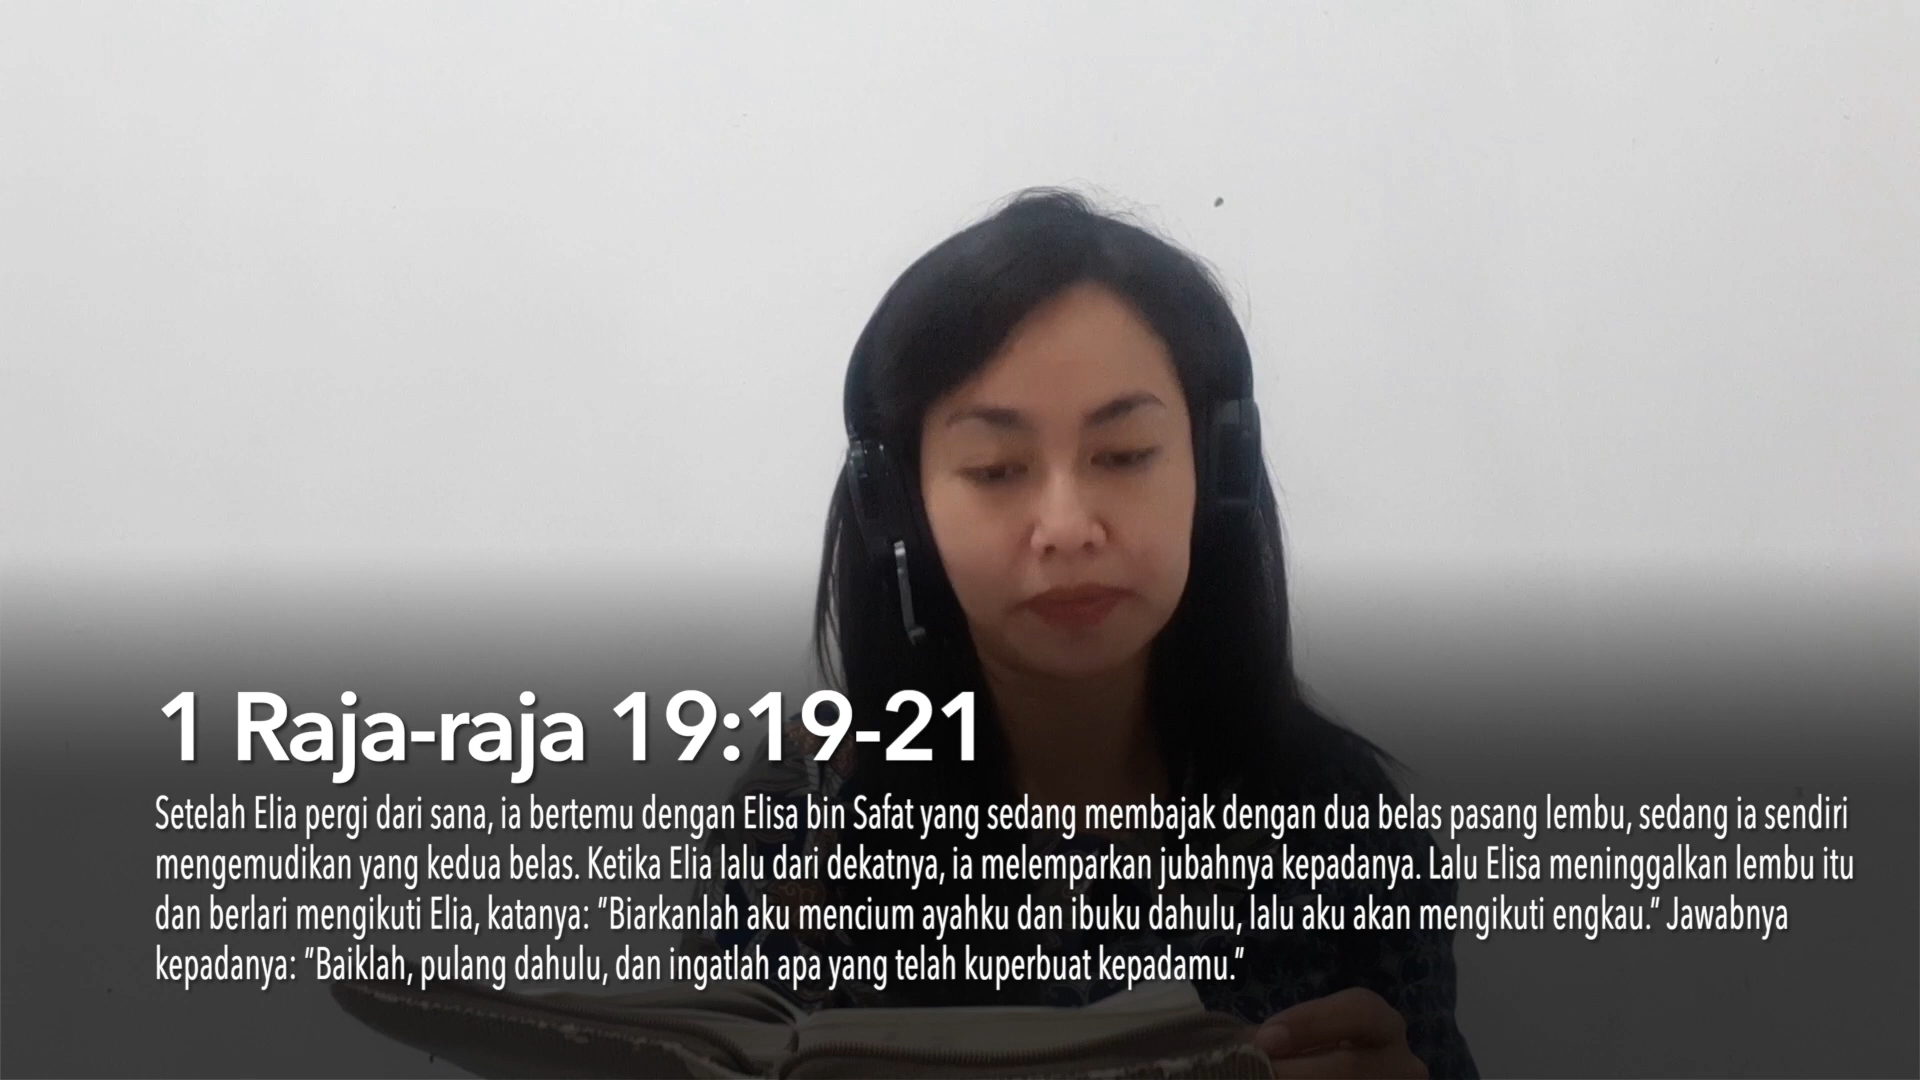 1 Raja-raja 19:19-21
Setelah Elia pergi dari sana, ia bertemu dengan Elisa bin Safat yang sedang membajak dengan dua belas pasang lembu, sedang ia sendiri
mengemudikan yang kedua belas. Ketika Elia lalu dari dekatnya, ia melemparkan jubahnya kepadanya. Lalu Elisa meninggalkan lembu itu
dan berlari mengikuti Elia, katanya: "Biarkanlah aku mencium ayahku dan ibuku dahulu, lalu aku akan mengikuti engkau." Jawabnya
kepadanya: "Baiklah, pulang dahulu, dan ingatlah apa yang telah kuperbuat kepadamu."